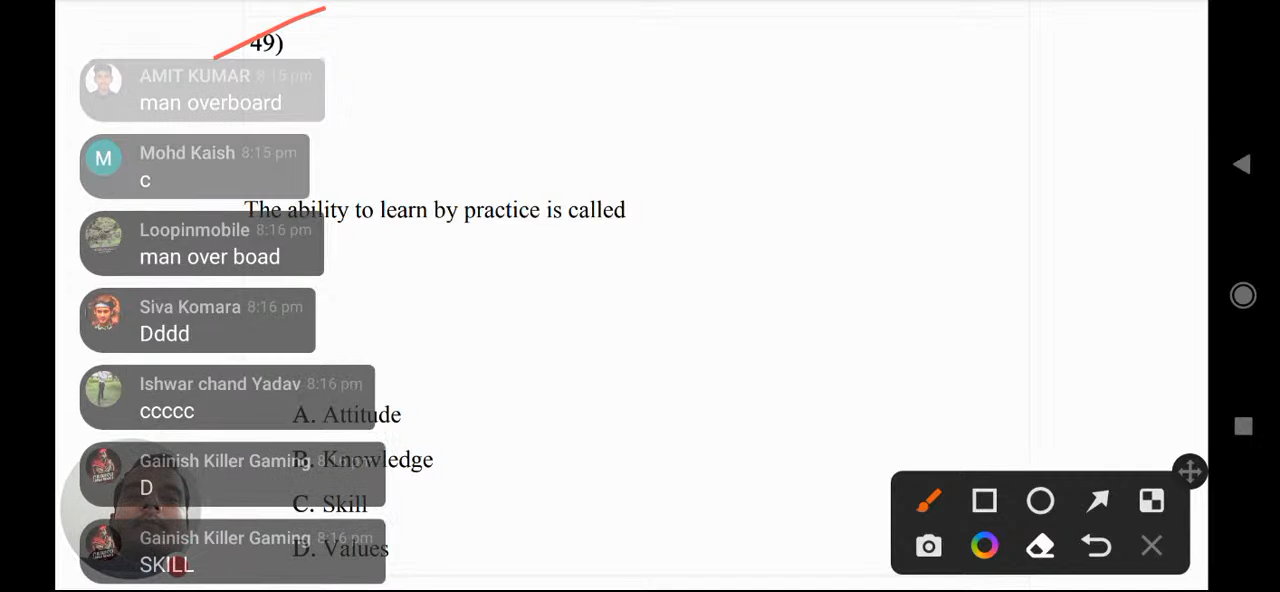 49)
AMIT KUMAR 8:15 pm
man overboard
Mohd Kaish 8:15 pm
M
c
The ability to learn by practice is called
Loopinmobile 8:16 pm
man over boad
Siva Komara 8:16 pm
Dddd
Ishwar chand Yadav 8:16 pm
ccccc
A. Attitude
Gainish Killer Gaming 8:16 pm
B. Knowledge
D
C. Skill
Gainish Killer Gaming 8:16 pm
D. Values
SKILL